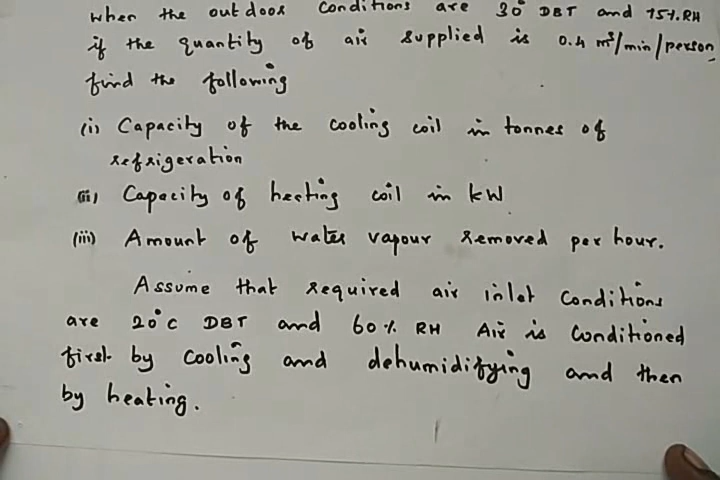 when the outdoor conditions are 30° DBT and 75%.RH
if the quantity of air supplied is 0.4 m³/min/person
find the following
(i) Capacity of the cooling coil in tonnes of
refrigeration
(ii) Capacity of heating coil in kW
(iii) Amount of water vapour removed per hour.
Assume that required air inlet conditions
are 20°C DBT and 60% RH Air is Conditioned
first by cooling and dehumidifying and then
by heating.